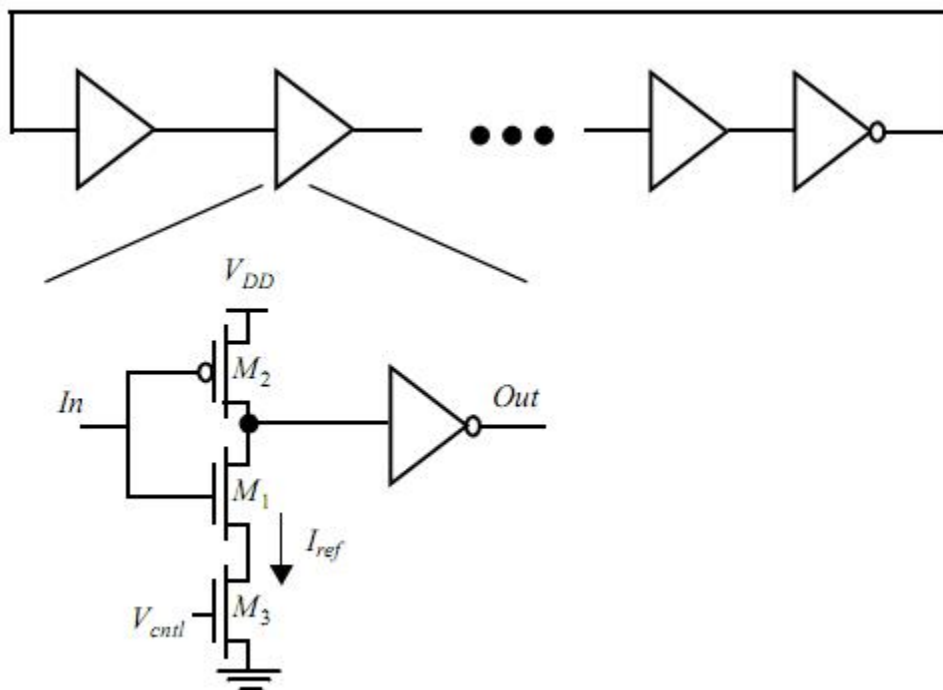 V_DD
M_2
In
Out
M_1
I_ref
V_cntl
M_3